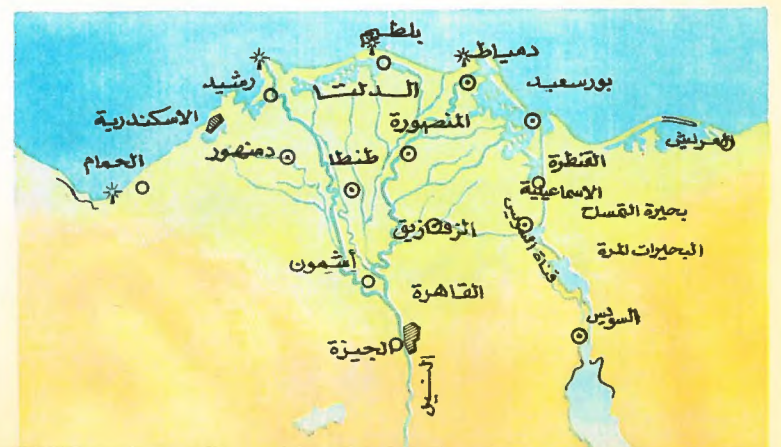 بلطيم
دمياط
رشيد
الدلتا
بورسعيد
الاسكندرية
المنصورة
العريش
الحمام
دمنهور
طنطا
القنطرة
الاسماعيلية
بحيرة التمساح
الزقازيق
قناة السويس
البحيرات المرة
أشمون
القاهرة
السويس
الجيزة
النيل